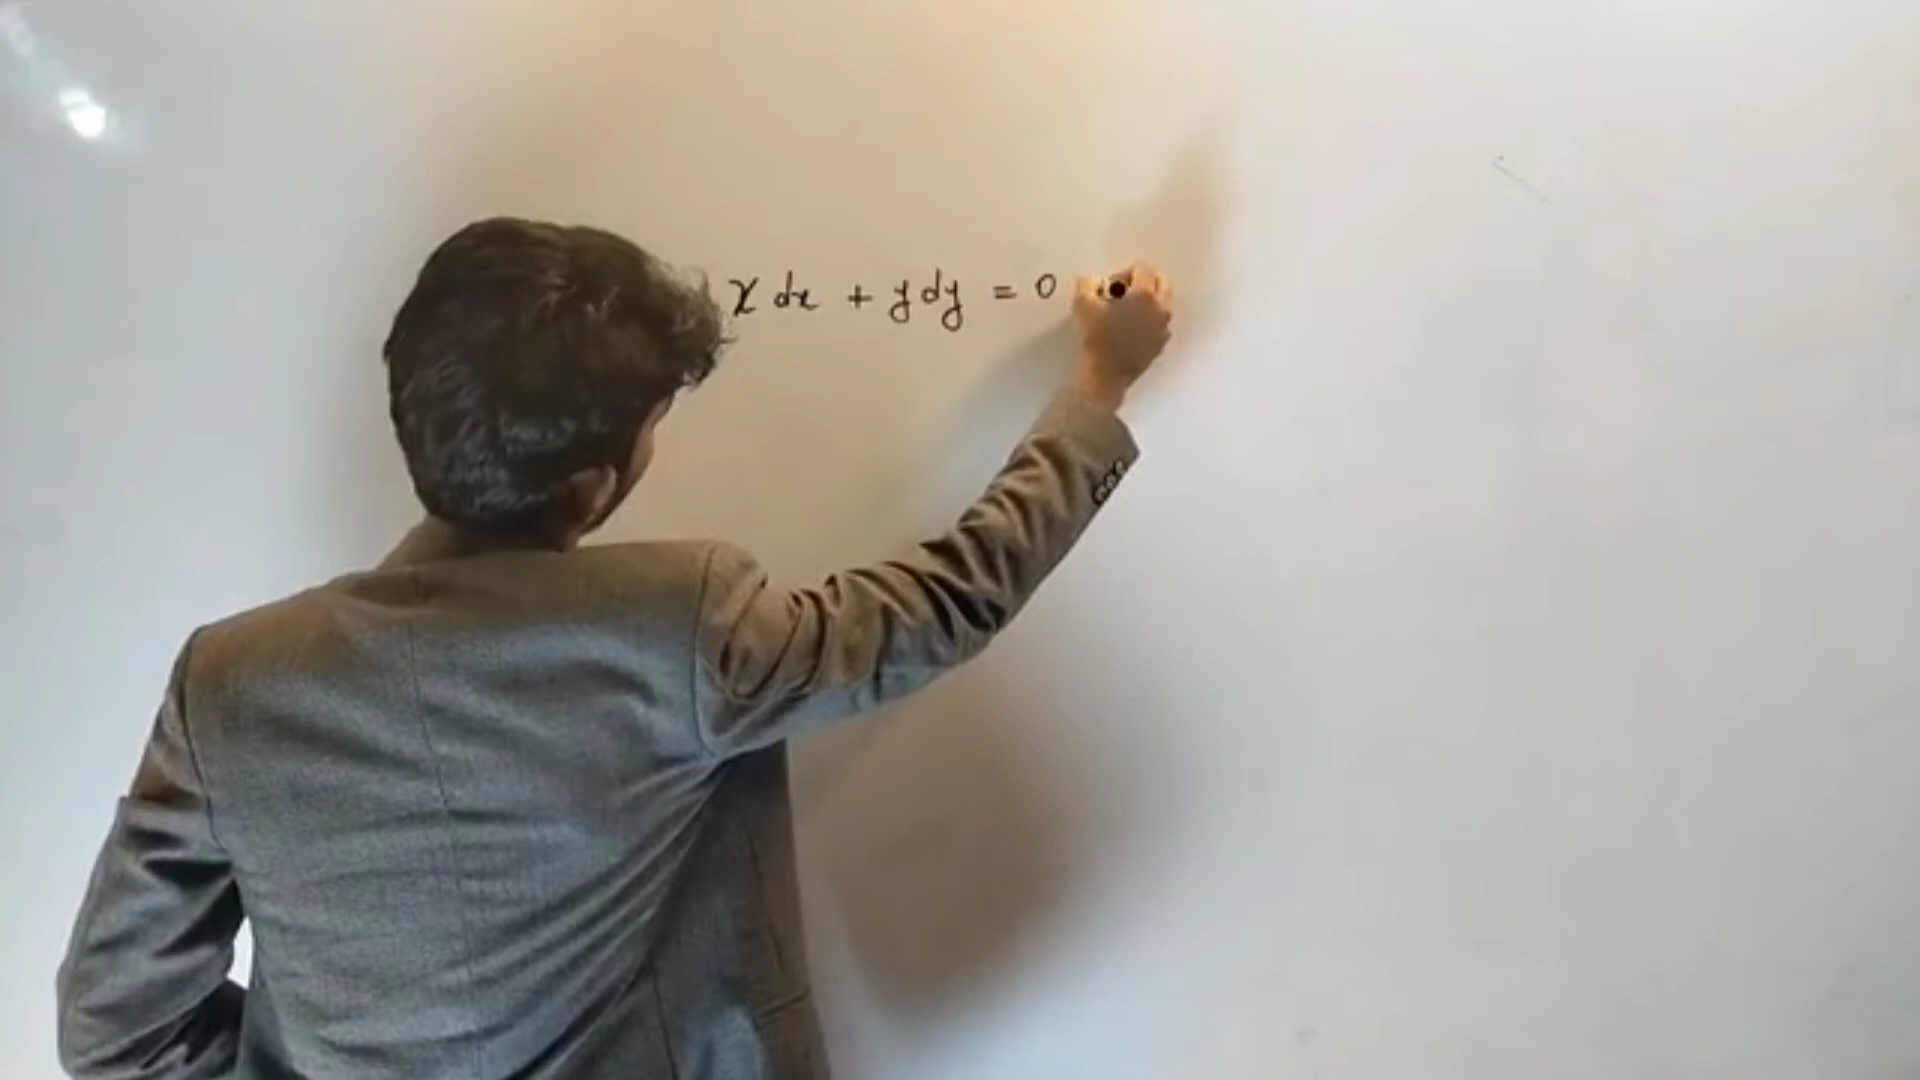 x dx + y dy = 0